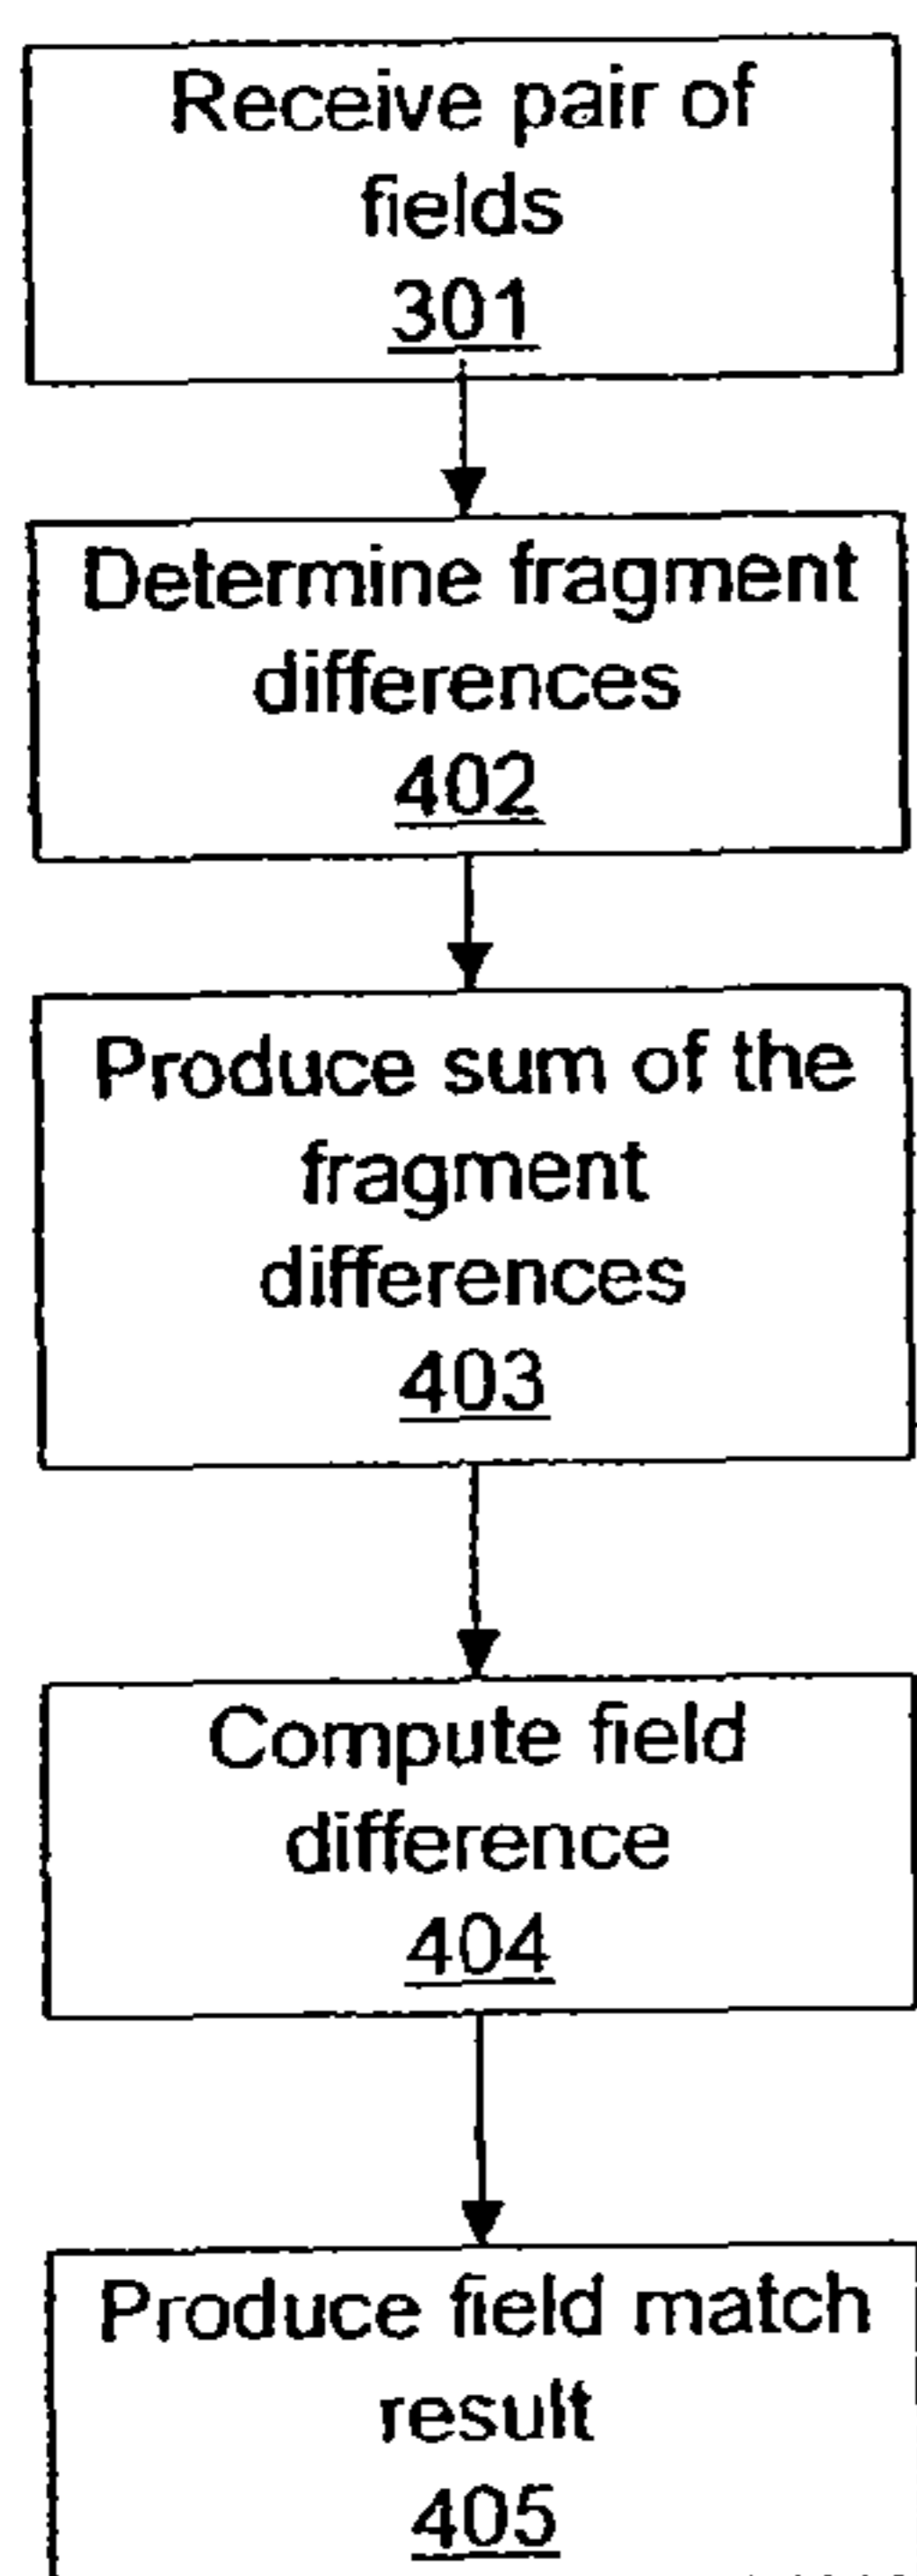 Receive pair of
fields
301
Determine fragment
differences
402
Produce sum of the
fragment
differences
403
Compute field
difference
404
Produce field match
result
405